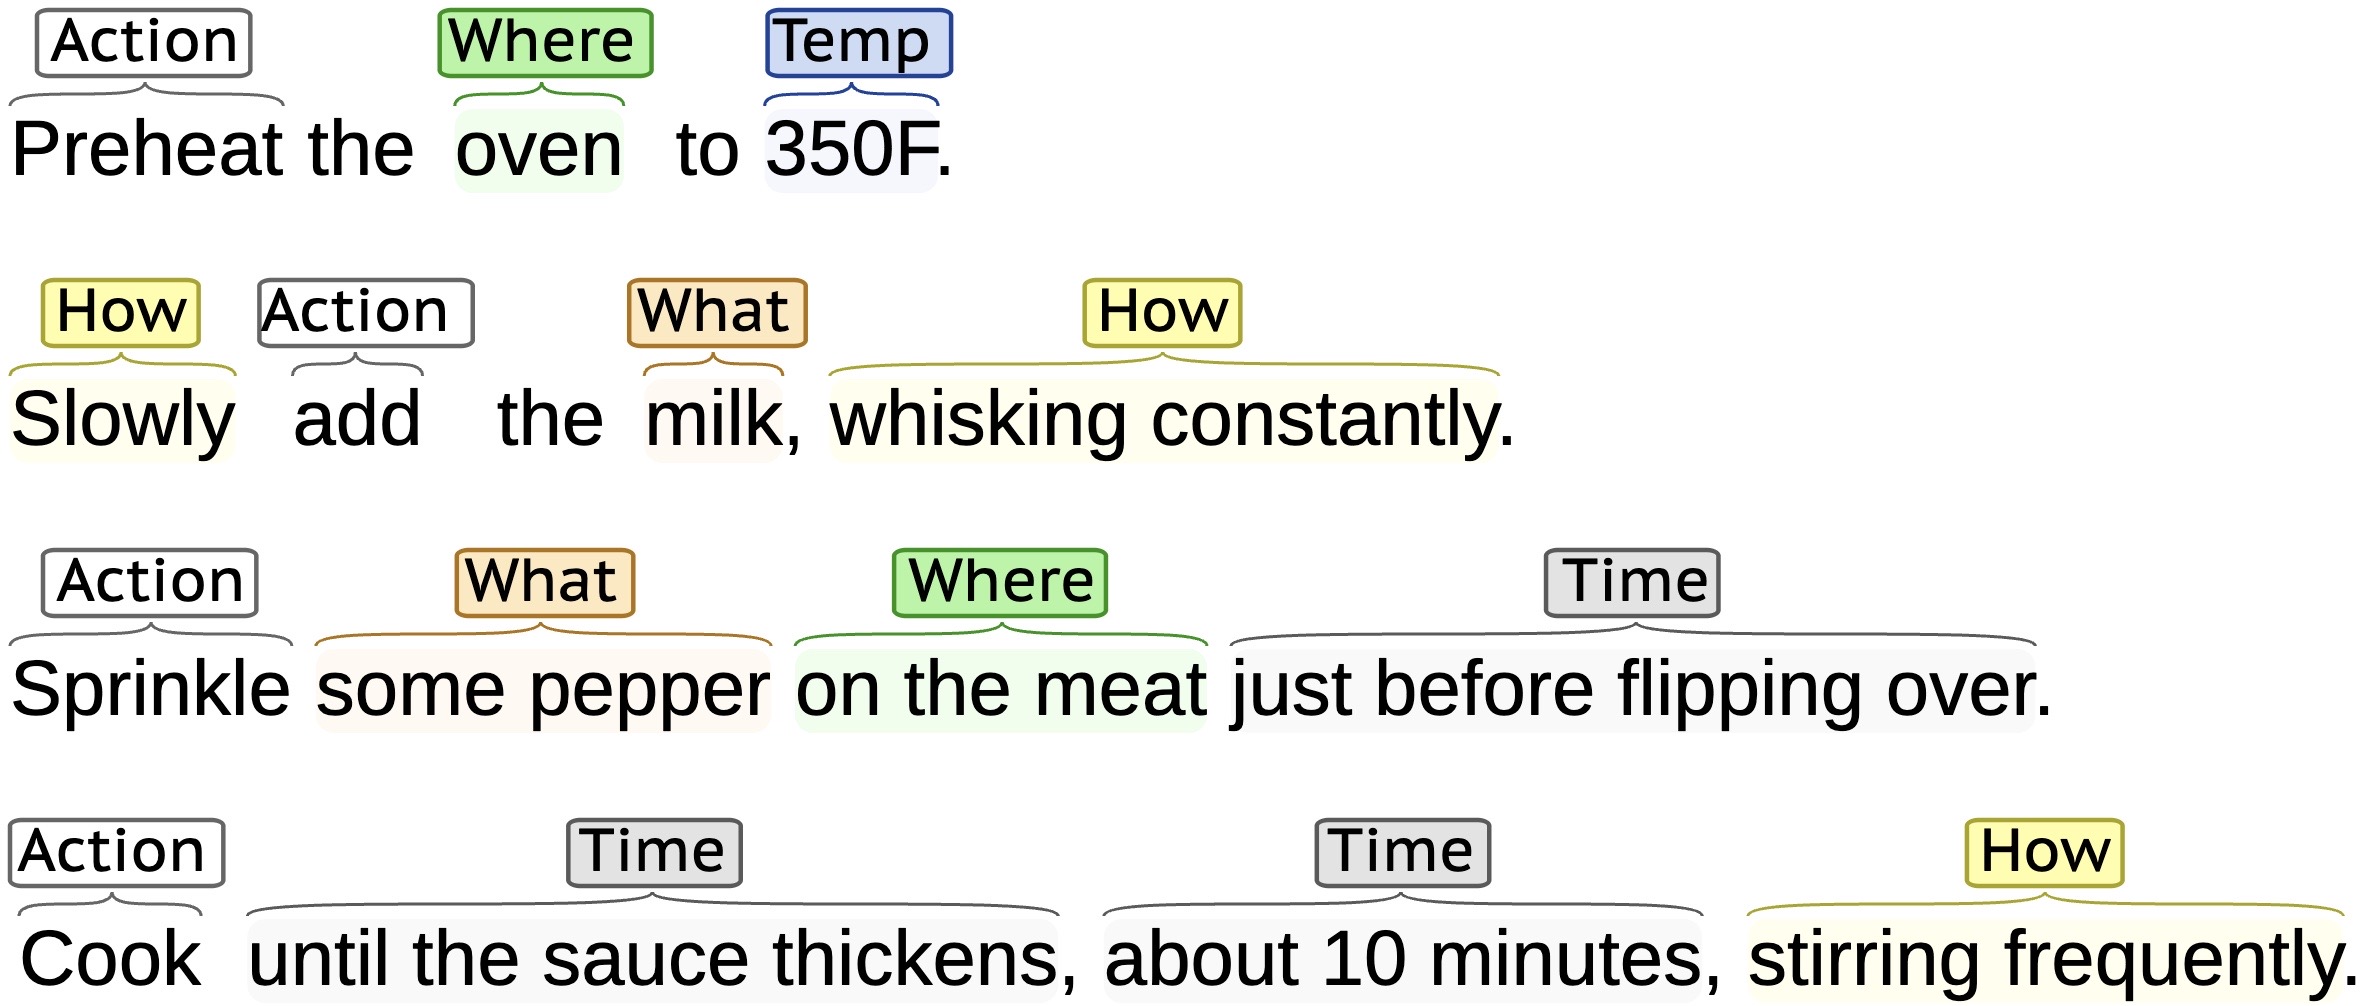 Action Where Temp
Preheat the oven to 350F.
How Action What How
Slowly add the milk, whisking constantly.
Action What Where Time
Sprinkle some pepper on the meat just before flipping over.
Action Time Time How
Cook until the sauce thickens, about 10 minutes, stirring frequently.